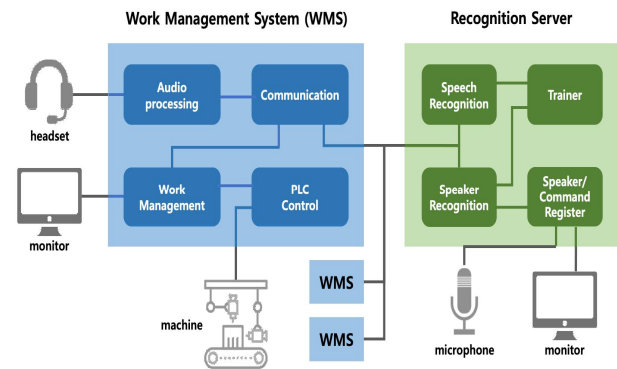 Work Management System (WMS)
Recognition Server
Audio
processing
Communication
Speech
Recognition
Trainer
headset
Work
Management
PLC
Control
Speaker
Recognition
Speaker/
Command
Register
monitor
WMS
machine
WMS
microphone
monitor